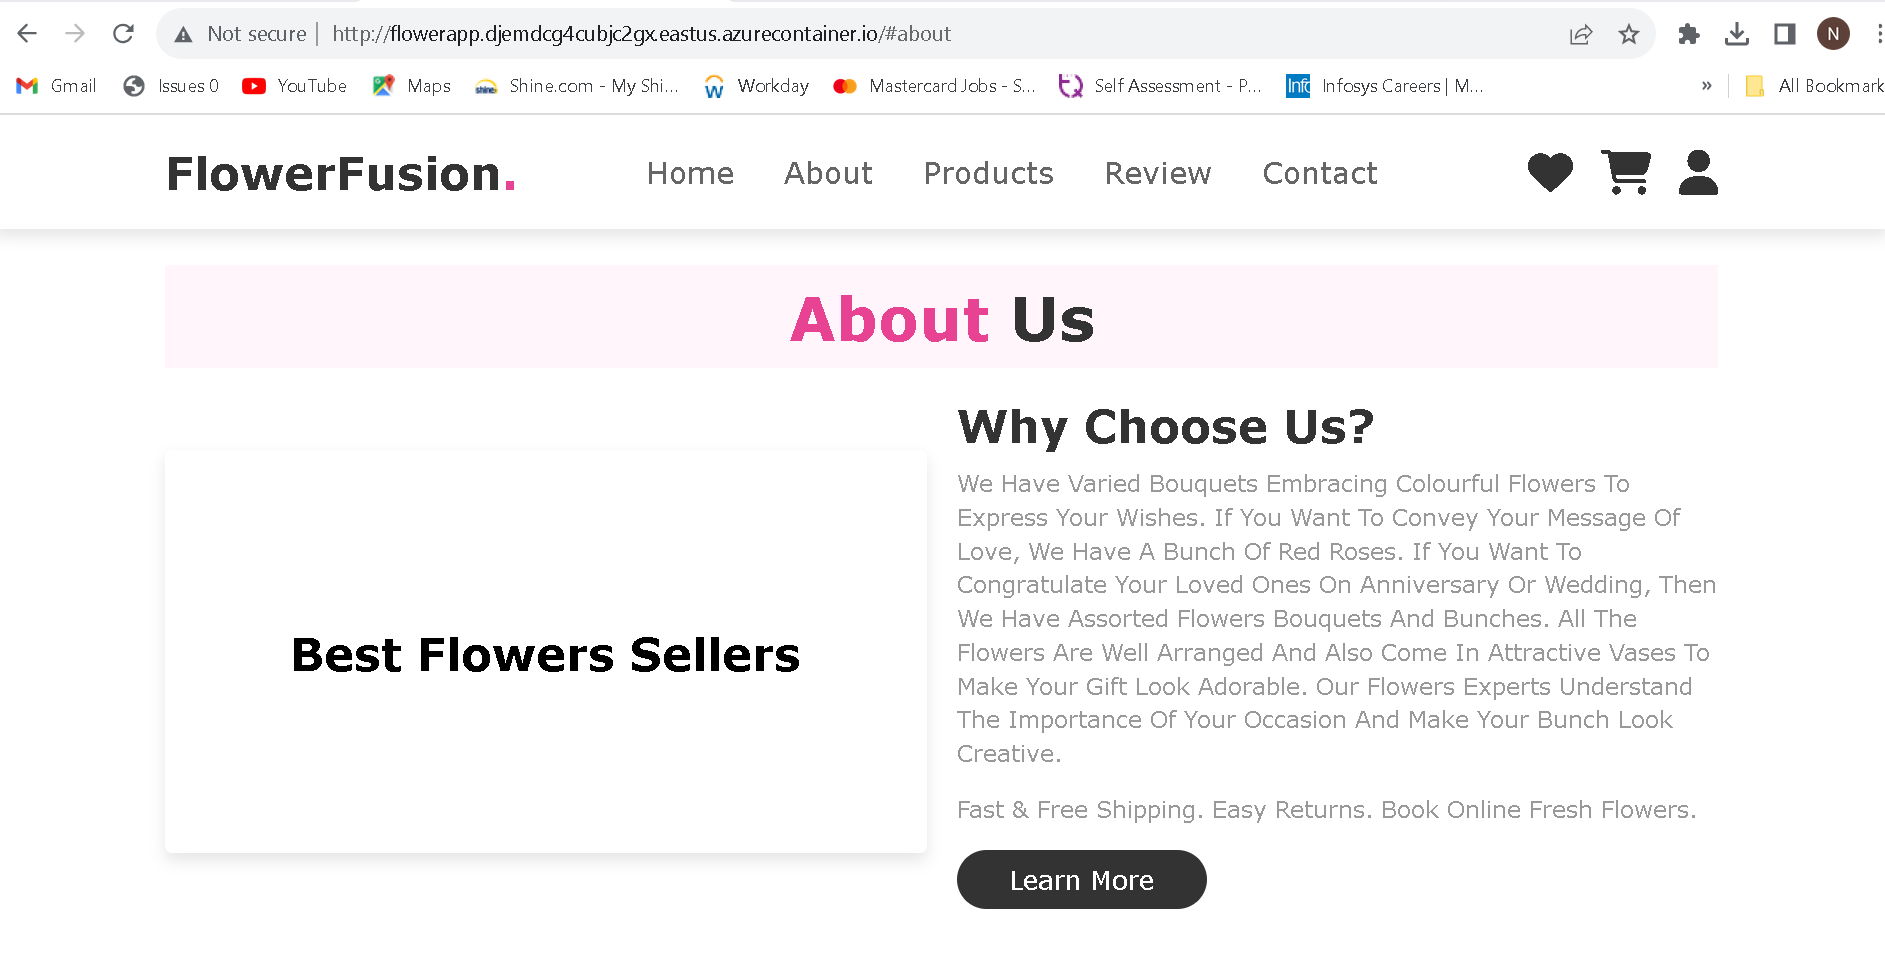 Not secure | http://flowerapp.djemdcg4cubjc2gx.eastus.azurecontainer.io/#about N
Gmail Issues 0 YouTube Maps Shine.com - My Shi... Workday Mastercard Jobs - S... Self Assessment - P... Infosys Careers | M... » All Bookmark
FlowerFusion. Home About Products Review Contact
About Us
Best Flowers Sellers
Why Choose Us?
We Have Varied Bouquets Embracing Colourful Flowers To
Express Your Wishes. If You Want To Convey Your Message Of
Love, We Have A Bunch Of Red Roses. If You Want To
Congratulate Your Loved Ones On Anniversary Or Wedding, Then
We Have Assorted Flowers Bouquets And Bunches. All The
Flowers Are Well Arranged And Also Come In Attractive Vases To
Make Your Gift Look Adorable. Our Flowers Experts Understand
The Importance Of Your Occasion And Make Your Bunch Look
Creative.
Fast & Free Shipping. Easy Returns. Book Online Fresh Flowers.
Learn More